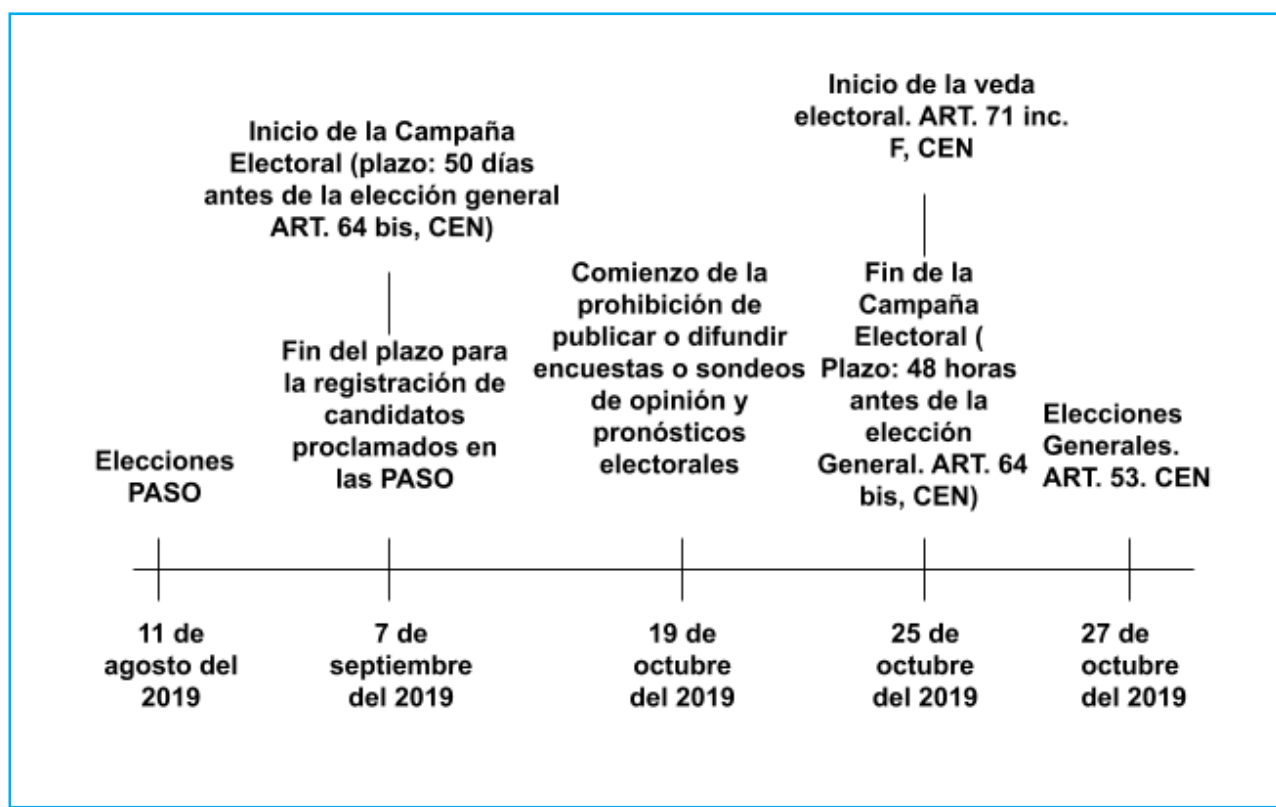 Elecciones
PASO
11 de
agosto del
2019
Inicio de la Campaña
Electoral (plazo: 50 días
antes de la elección general
ART. 64 bis, CEN)
Fin del plazo para
la registración de
candidatos
proclamados en
las PASO
7 de
septiembre
del 2019
Comienzo de la
prohibición de
publicar o difundir
encuestas o sondeos
de opinión y
pronósticos
electorales
19 de
octubre
del 2019
Inicio de la veda
electoral. ART. 71 inc.
F, CEN
Fin de la
Campaña
Electoral (
Plazo: 48 horas
antes de la
elección
General. ART. 64
bis, CEN)
25 de
octubre
del 2019
Elecciones
Generales.
ART. 53. CEN
27 de
octubre
del 2019